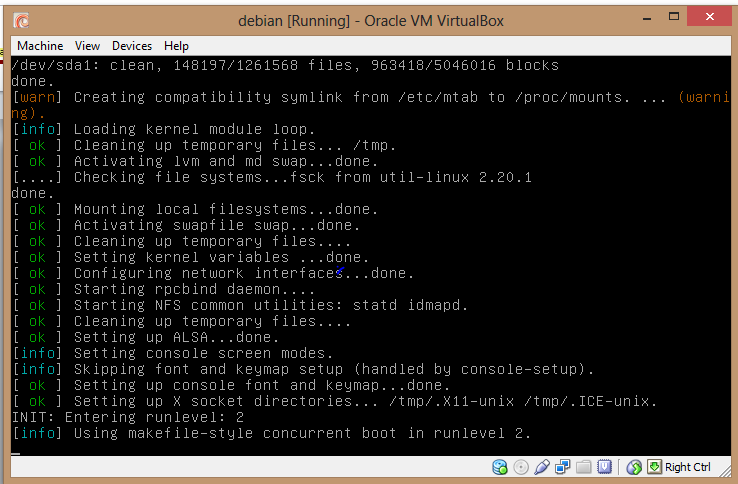 debian [Running] - Oracle VM VirtualBox
Machine View Devices Help
/dev/sda1: clean, 148197/1261568 files, 963418/5046016 blocks
done.
[warn] Creating compatibility symlink from /etc/mtab to /proc/mounts. ... (warni
ng).
[info] Loading kernel module loop.
[ ok ] Cleaning up temporary files... /tmp.
[ ok ] Activating lvm and md swap...done.
[....] Checking file systems...fsck from util-linux 2.20.1
done.
[ ok ] Mounting local filesystems...done.
[ ok ] Activating swapfile swap...done.
[ ok ] Cleaning up temporary files....
[ ok ] Setting kernel variables ...done.
[ ok ] Configuring network interfaces...done.
[ ok ] Starting rpcbind daemon....
[ ok ] Starting NFS common utilities: statd idmapd.
[ ok ] Cleaning up temporary files....
[ ok ] Setting up ALSA...done.
[info] Setting console screen modes.
[info] Skipping font and keymap setup (handled by console-setup).
[ ok ] Setting up console font and keymap...done.
[ ok ] Setting up X socket directories... /tmp/.X11-unix /tmp/.ICE-unix.
INIT: Entering runlevel: 2
[info] Using makefile-style concurrent boot in runlevel 2.
Right Ctrl